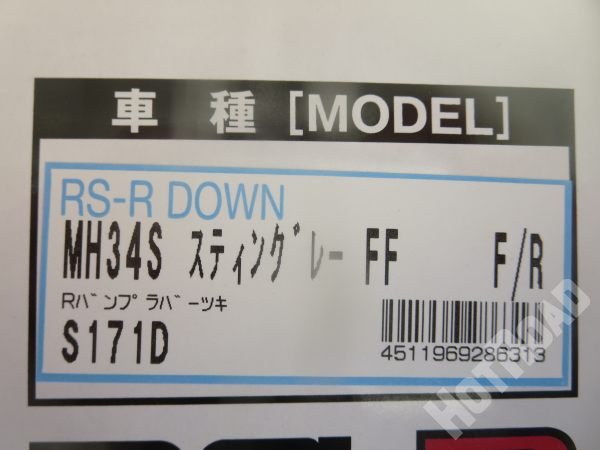 車 種 [MODEL]
RS-R DOWN
MH34S スティングレー FF F/R
Rバンプ ラバーツキ
S171D
4511969286313
HOTROAD